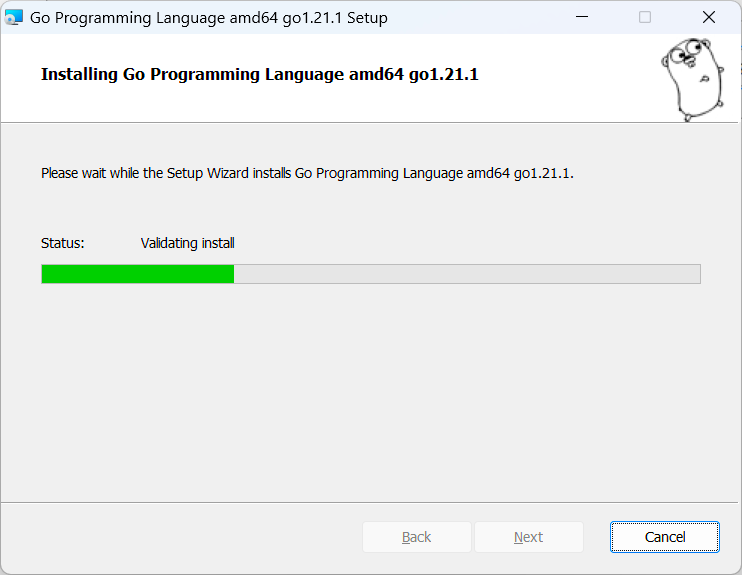 Go Programming Language amd64 go1.21.1 Setup
Installing Go Programming Language amd64 go1.21.1
Please wait while the Setup Wizard installs Go Programming Language amd64 go1.21.1.
Status: Validating install
Back Next Cancel